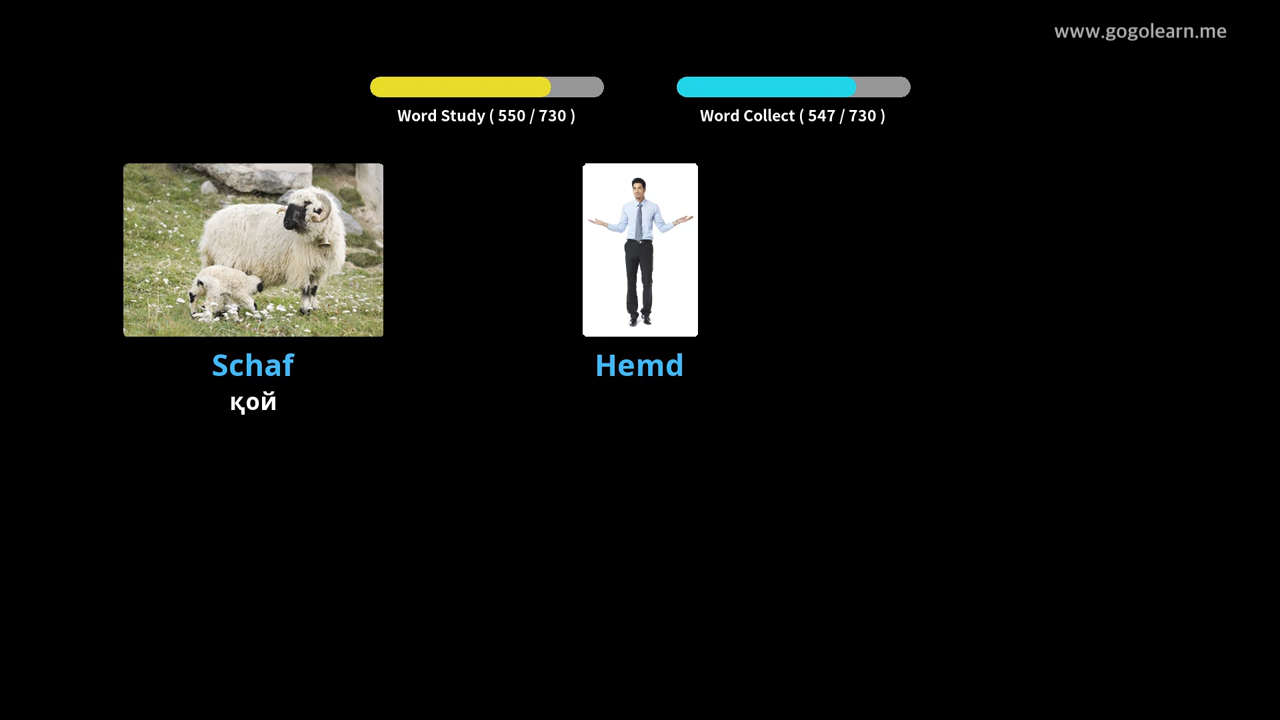 www.gogolearn.me
Word Study ( 550 / 730 )
Word Collect ( 547 / 730 )
Schaf
қой
Hemd